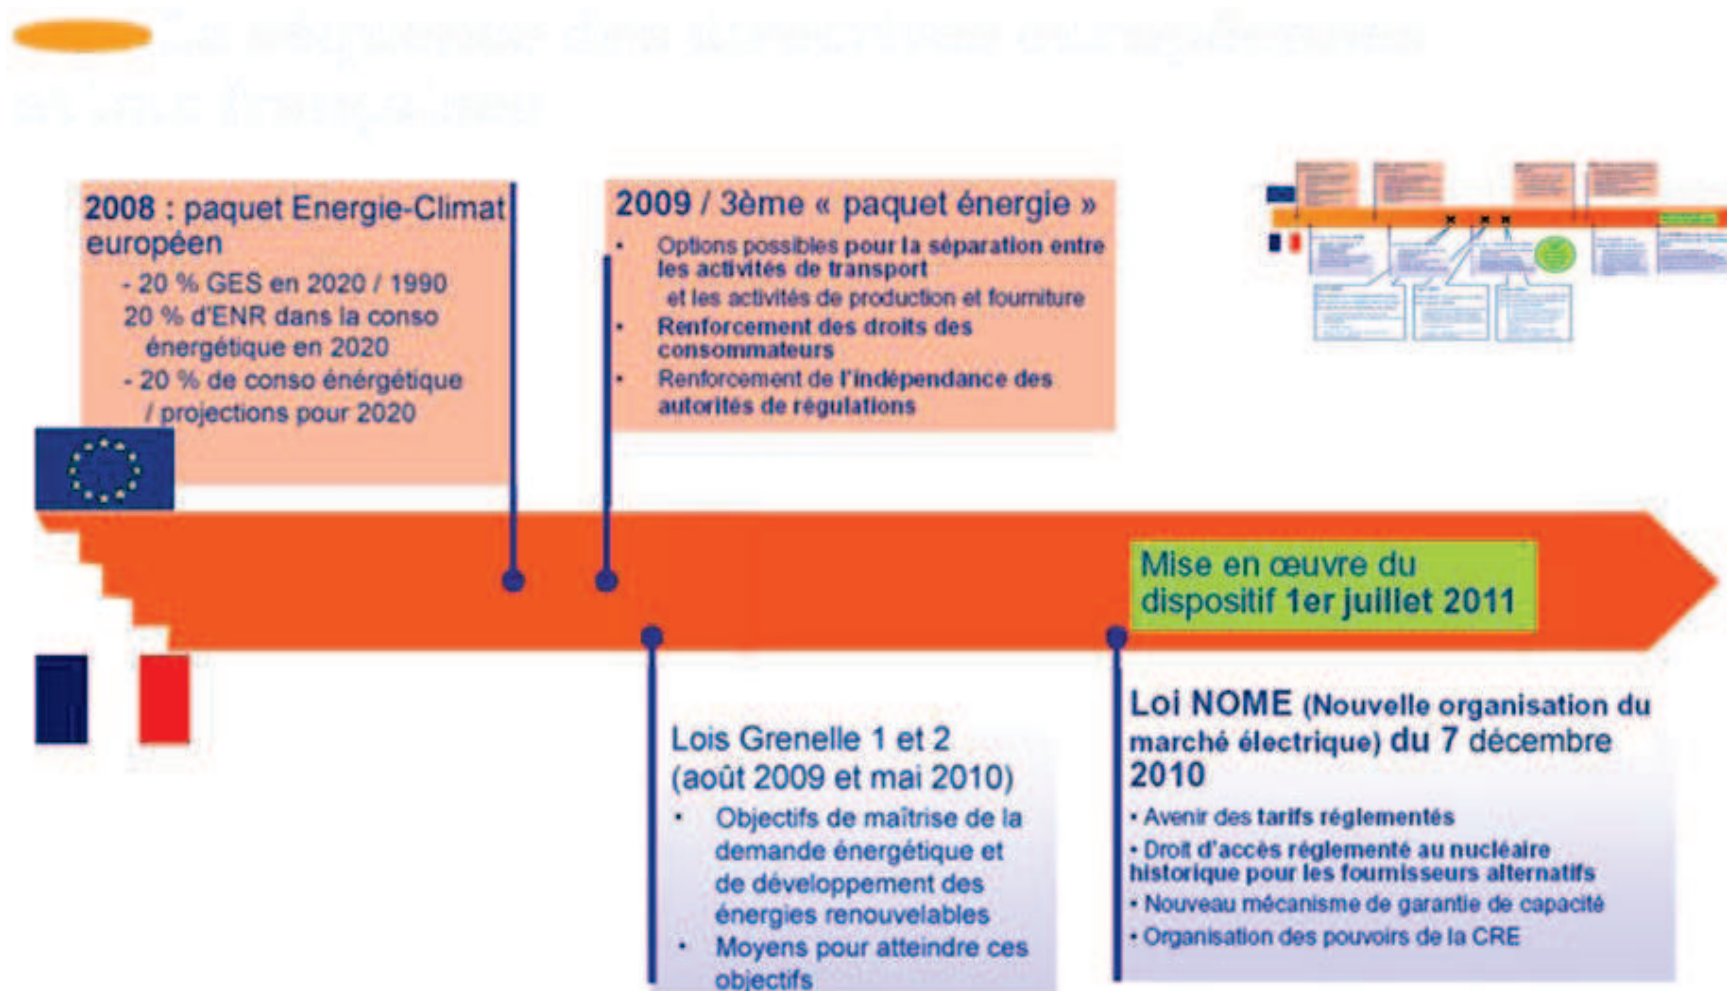 2008 : paquet Energie-Climat
européen
- 20 % GES en 2020 / 1990
20 % d'ENR dans la conso
énergétique en 2020
- 20 % de conso énérgétique
/ projections pour 2020
2009 / 3ème « paquet énergie »
• Options possibles pour la séparation entre
les activités de transport
et les activités de production et fourniture
• Renforcement des droits des
consommateurs
• Renforcement de l'indépendance des
autorités de régulations
Mise en œuvre du
dispositif 1er juillet 2011
Lois Grenelle 1 et 2
(août 2009 et mai 2010)
• Objectifs de maîtrise de la
demande énergétique et
de développement des
énergies renouvelables
• Moyens pour atteindre ces
objectifs
Loi NOME (Nouvelle organisation du
marché électrique) du 7 décembre
2010
• Avenir des tarifs réglementés
• Droit d'accès réglementé au nucléaire
historique pour les fournisseurs alternatifs
• Nouveau mécanisme de garantie de capacité
• Organisation des pouvoirs de la CRE